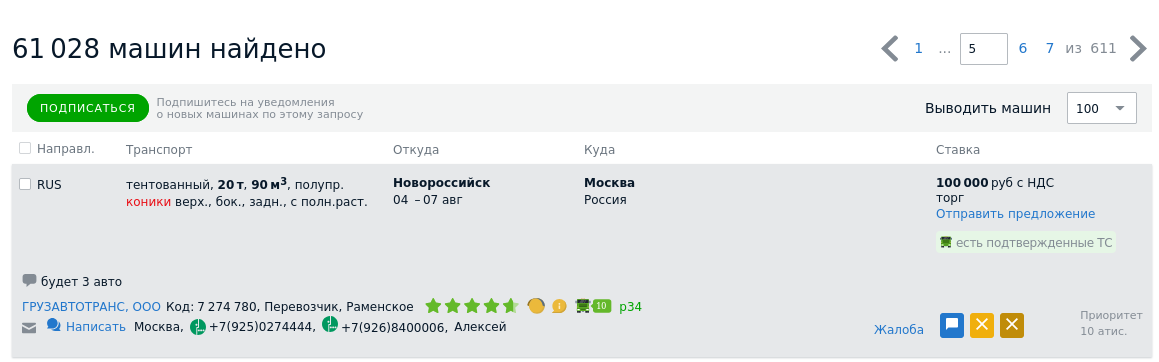 61 028 машин найдено
1 ... 5 6 7 из 611
ПОДПИСАТЬСЯ
Подпишитесь на уведомления
о новых машинах по этому запросу
Выводить машин 100
Направл. Транспорт Откуда Куда Ставка
RUS
тентованный, 20 т, 90 м³, полупр.
коники верх., бок., задн., с полн.раст.
Новороссийск
04 – 07 авг
Москва
Россия
100 000 руб с НДС
торг
Отправить предложение
есть подтвержденные ТС
будет 3 авто
ГРУЗАВТОТРАНС, ООО Код: 7 274 780, Перевозчик, Раменское 10 р34
Написать Москва, +7(925)0274444, +7(926)8400006, Алексей
Жалоба
Приоритет
10 атис.